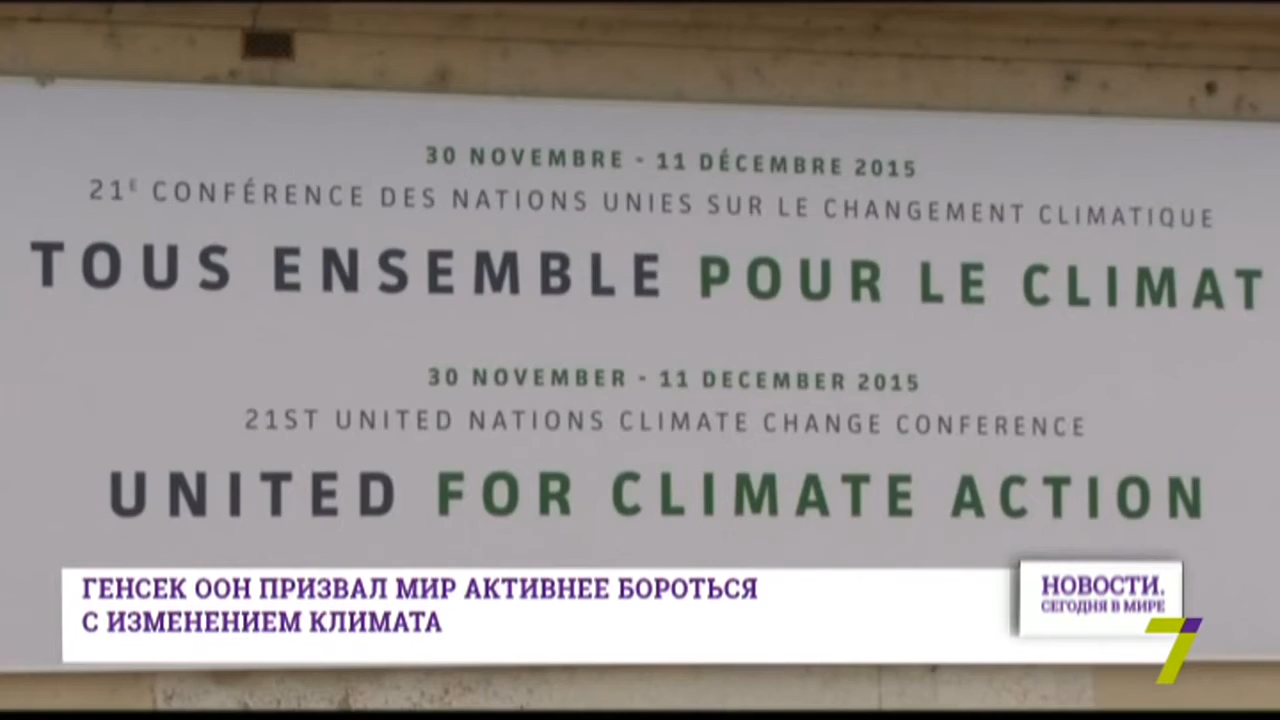 30 NOVEMBRE - 11 DÉCEMBRE 2015
21E CONFÉRENCE DES NATIONS UNIES SUR LE CHANGEMENT CLIMATIQUE
TOUS ENSEMBLE POUR LE CLIMAT
30 NOVEMBER - 11 DECEMBER 2015
21ST UNITED NATIONS CLIMATE CHANGE CONFERENCE
UNITED FOR CLIMATE ACTION
ГЕНСЕК ООН ПРИЗВАЛ МИР АКТИВНЕЕ БОРОТЬСЯ
С ИЗМЕНЕНИЕМ КЛИМАТА
НОВОСТИ.
СЕГОДНЯ В МИРЕ
7